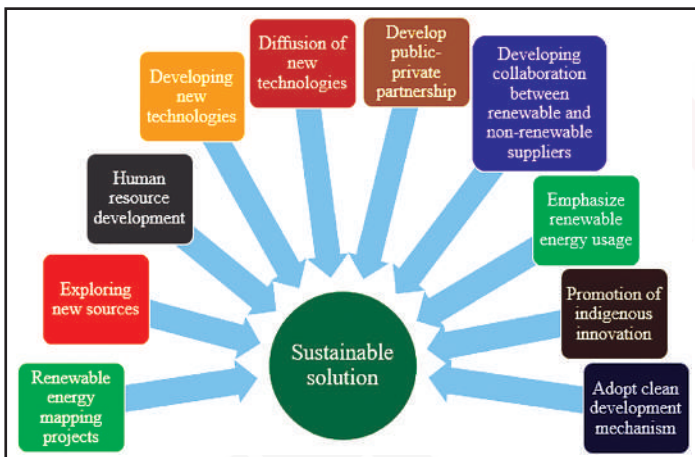 Renewable
energy
mapping
projects
Exploring
new sources
Human
resource
development
Developing
new
technologies
Diffusion of
new
technologies
Develop
public-
private
partnership
Developing
collaboration
between
renewable and
non-renewable
suppliers
Emphasize
renewable
energy usage
Promotion of
indigenous
innovation
Adopt clean
development
mechanism
Sustainable
solution